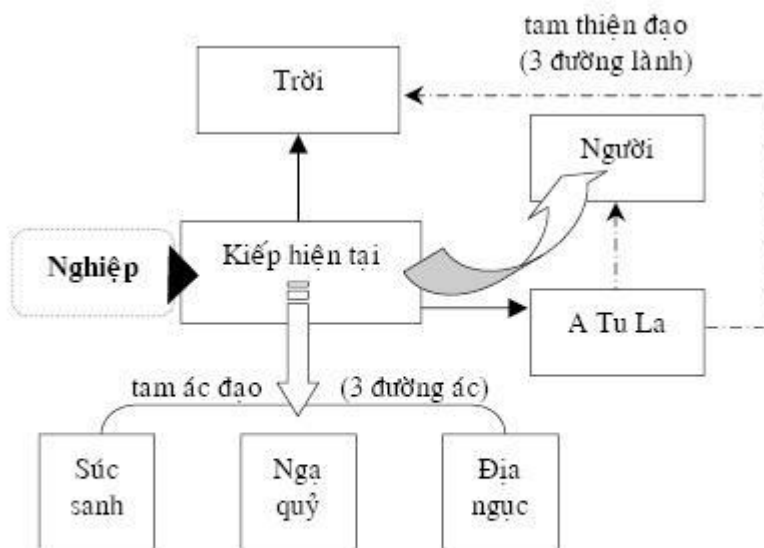 tam thiện đạo
(3 đường lành)
Trời
Người
Nghiệp
Kiếp hiện tại
A Tu La
tam ác đạo
(3 đường ác)
Súc
sanh
Ngạ
quỷ
Địa
ngục